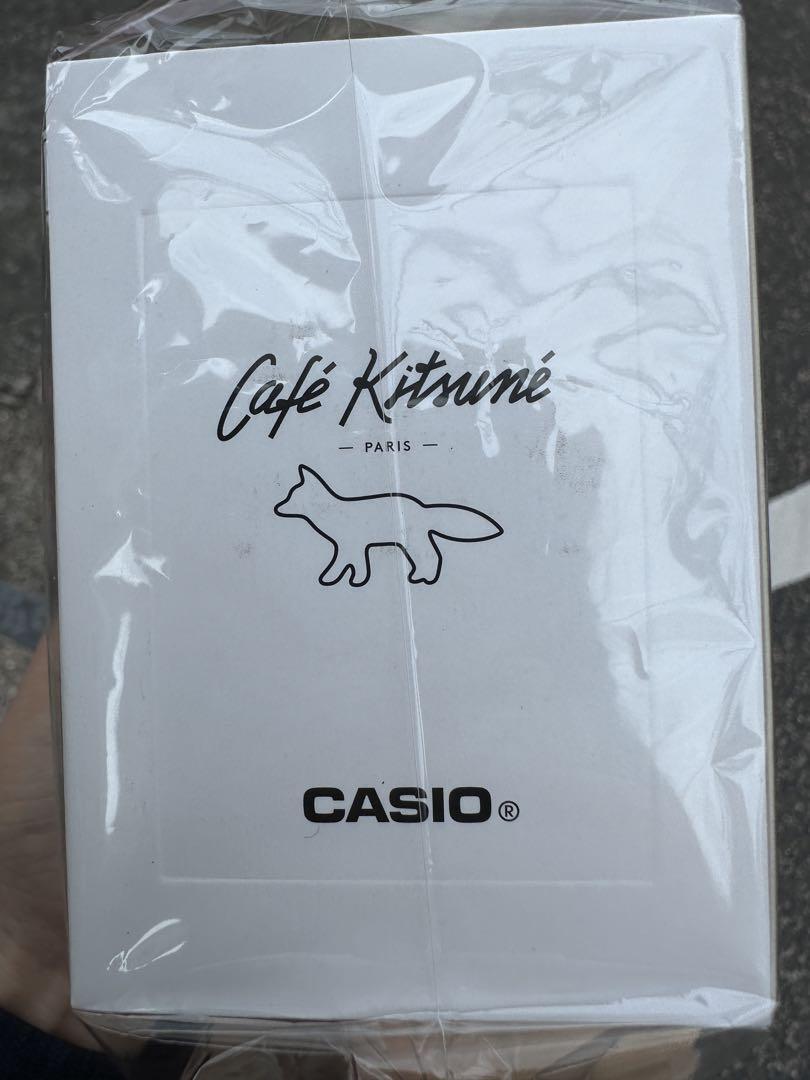 Café Kitsuné
— PARIS —
CASIO®